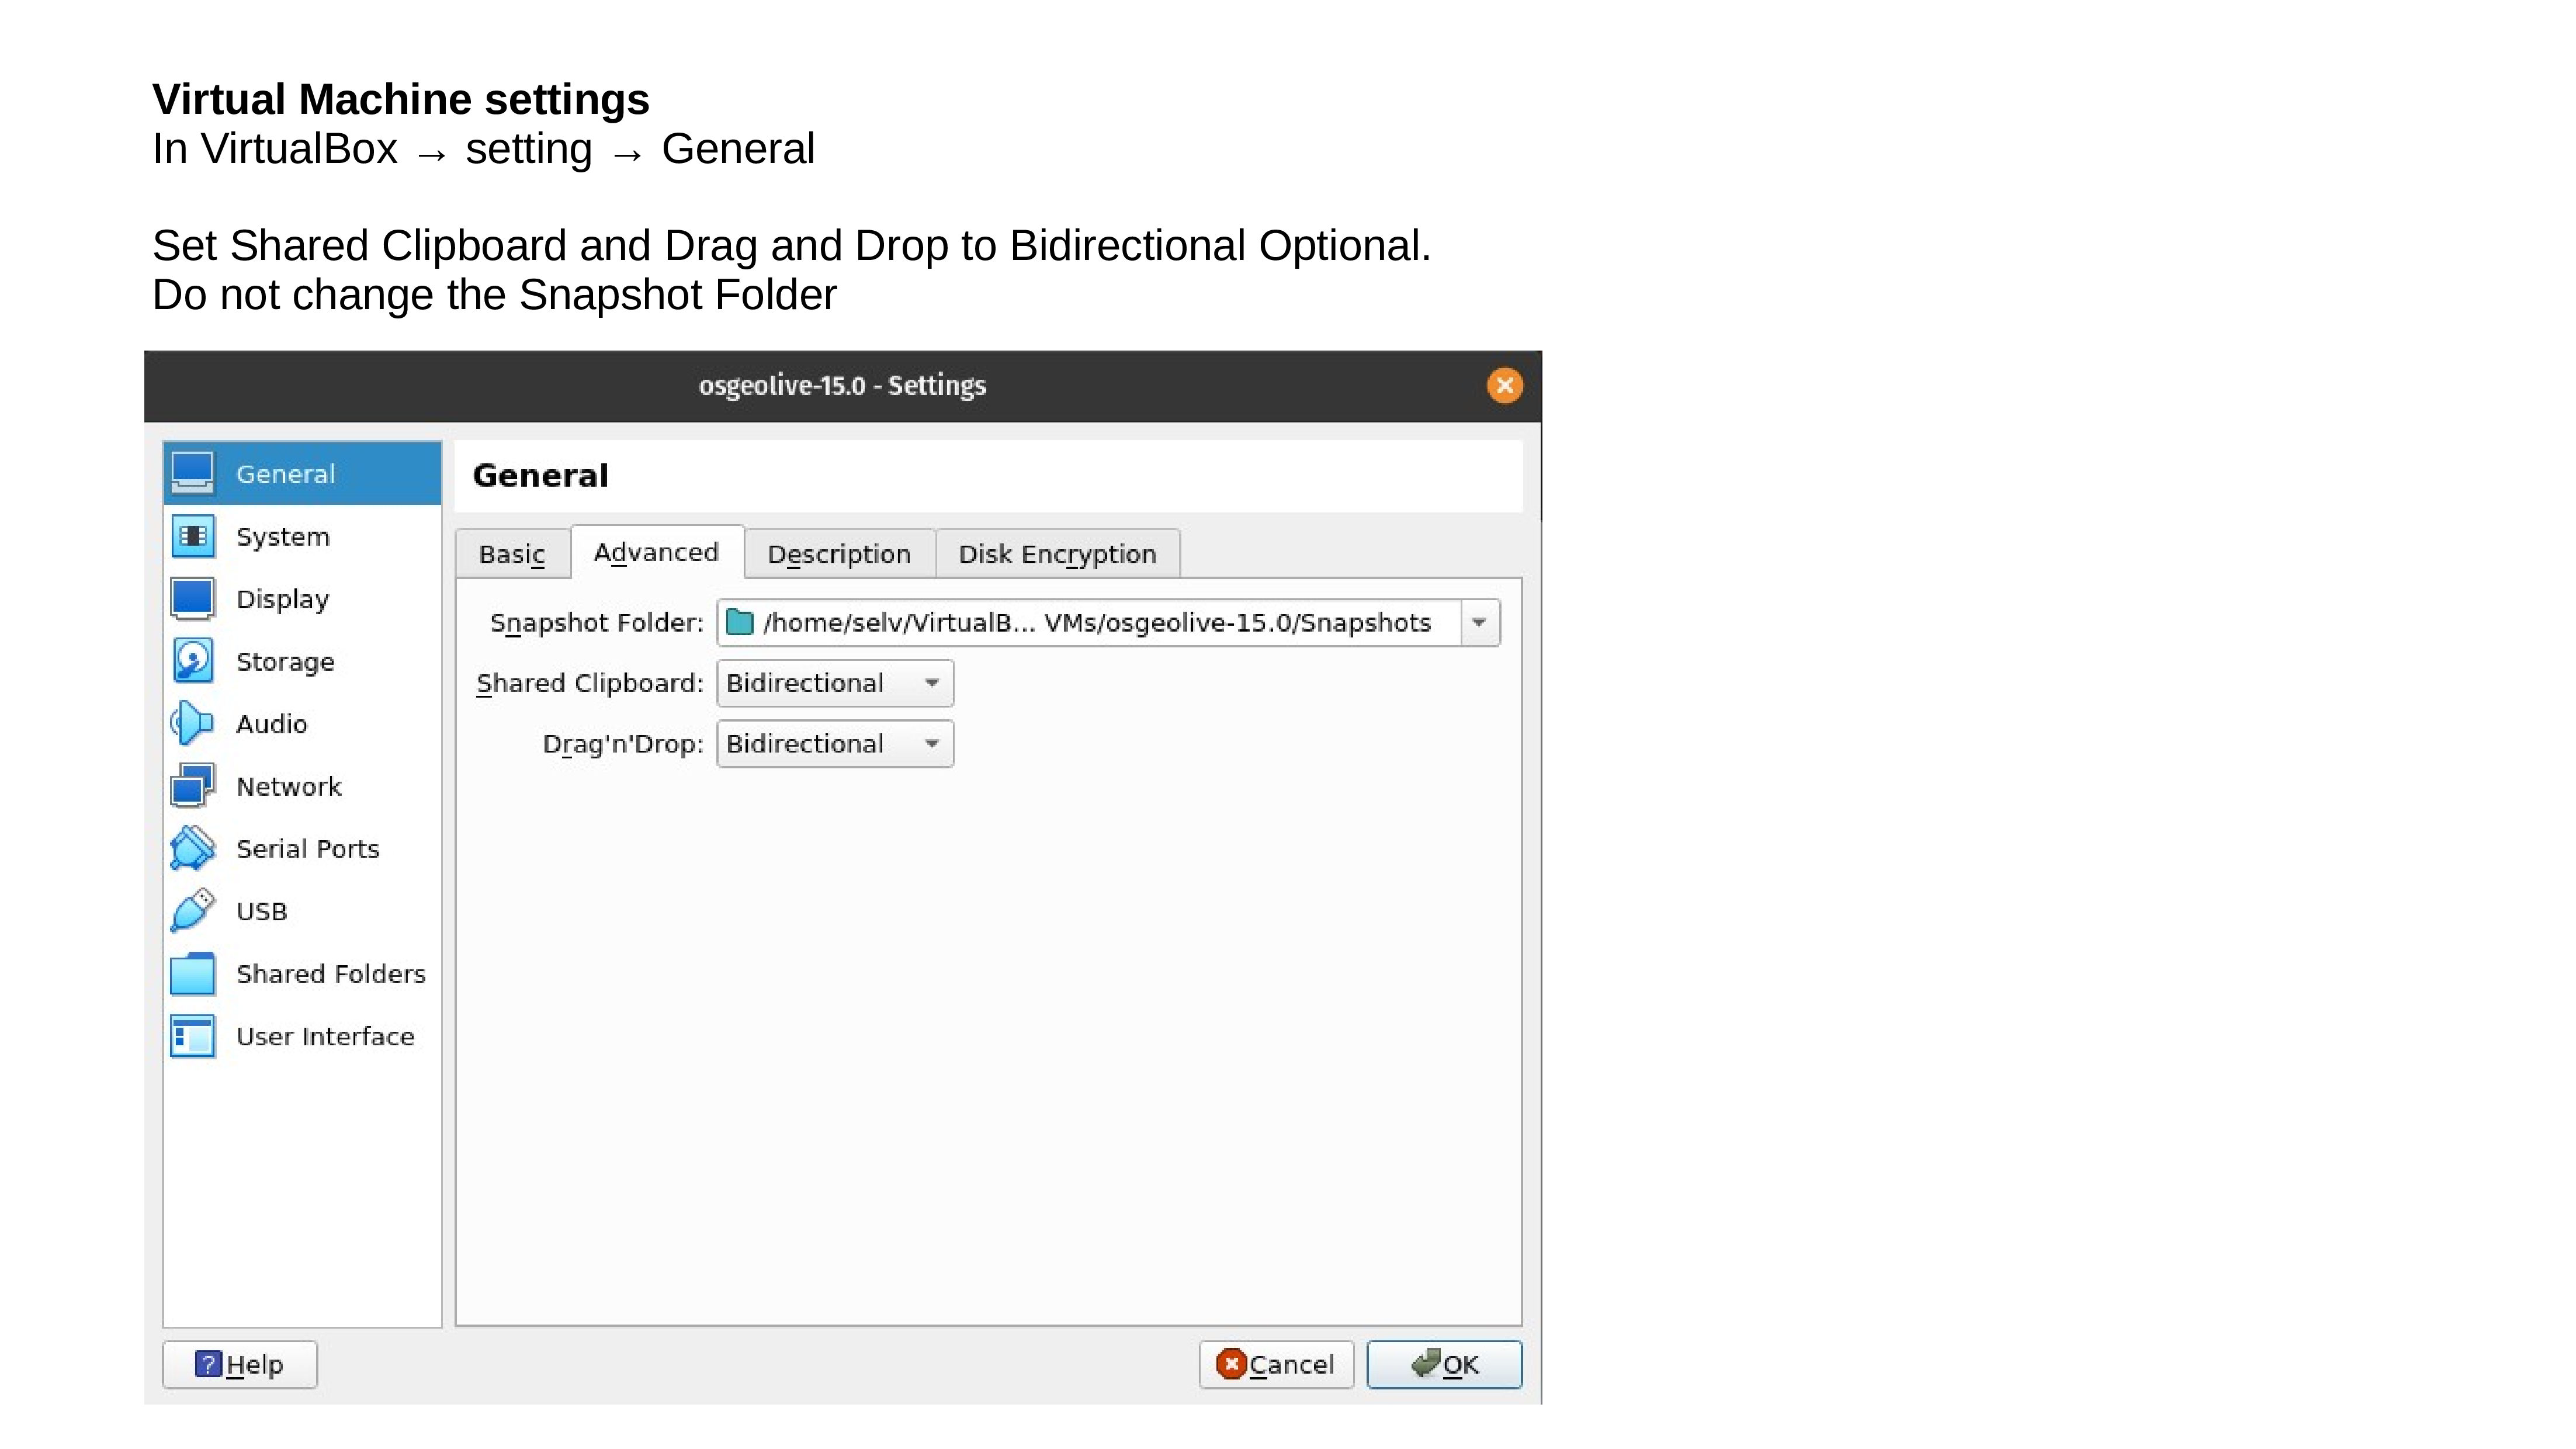 Virtual Machine settings
In VirtualBox → setting → General
Set Shared Clipboard and Drag and Drop to Bidirectional Optional.
Do not change the Snapshot Folder
osgeolive-15.0 - Settings
General
System
Display
Storage
Audio
Network
Serial Ports
USB
Shared Folders
User Interface
General
Basic Advanced Description Disk Encryption
Snapshot Folder: /home/selv/VirtualB... VMs/osgeolive-15.0/Snapshots
Shared Clipboard: Bidirectional
Drag'n'Drop: Bidirectional
Help Cancel OK